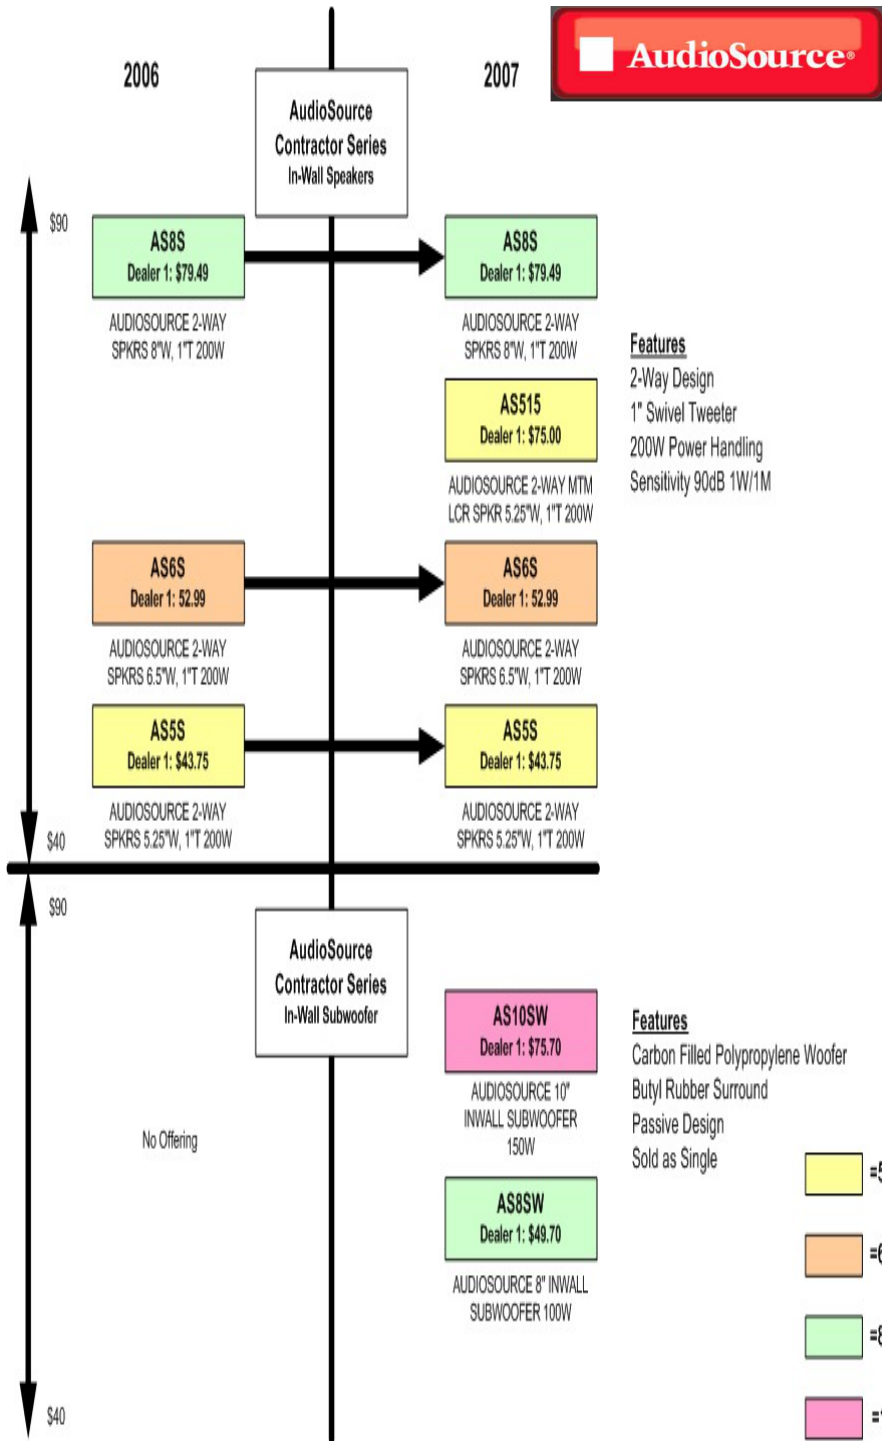 AudioSource®
2006
2007
AudioSource
Contractor Series
In-Wall Speakers
$90
AS8S
Dealer 1: $79.49
AUDIOSOURCE 2-WAY
SPKRS 8"W, 1"T 200W
AS8S
Dealer 1: $79.49
AUDIOSOURCE 2-WAY
SPKRS 8"W, 1"T 200W
AS515
Dealer 1: $75.00
AUDIOSOURCE 2-WAY MTM
LCR SPKR 5.25"W, 1"T 200W
Features
2-Way Design
1" Swivel Tweeter
200W Power Handling
Sensitivity 90dB 1W/1M
AS6S
Dealer 1: 52.99
AUDIOSOURCE 2-WAY
SPKRS 6.5"W, 1"T 200W
AS6S
Dealer 1: 52.99
AUDIOSOURCE 2-WAY
SPKRS 6.5"W, 1"T 200W
AS5S
Dealer 1: $43.75
AUDIOSOURCE 2-WAY
SPKRS 5.25"W, 1"T 200W
AS5S
Dealer 1: $43.75
AUDIOSOURCE 2-WAY
SPKRS 5.25"W, 1"T 200W
$40
$90
AudioSource
Contractor Series
In-Wall Subwoofer
No Offering
AS10SW
Dealer 1: $75.70
AUDIOSOURCE 10"
INWALL SUBWOOFER
150W
AS8SW
Dealer 1: $49.70
AUDIOSOURCE 8" INWALL
SUBWOOFER 100W
Features
Carbon Filled Polypropylene Woofer
Butyl Rubber Surround
Passive Design
Sold as Single
$40